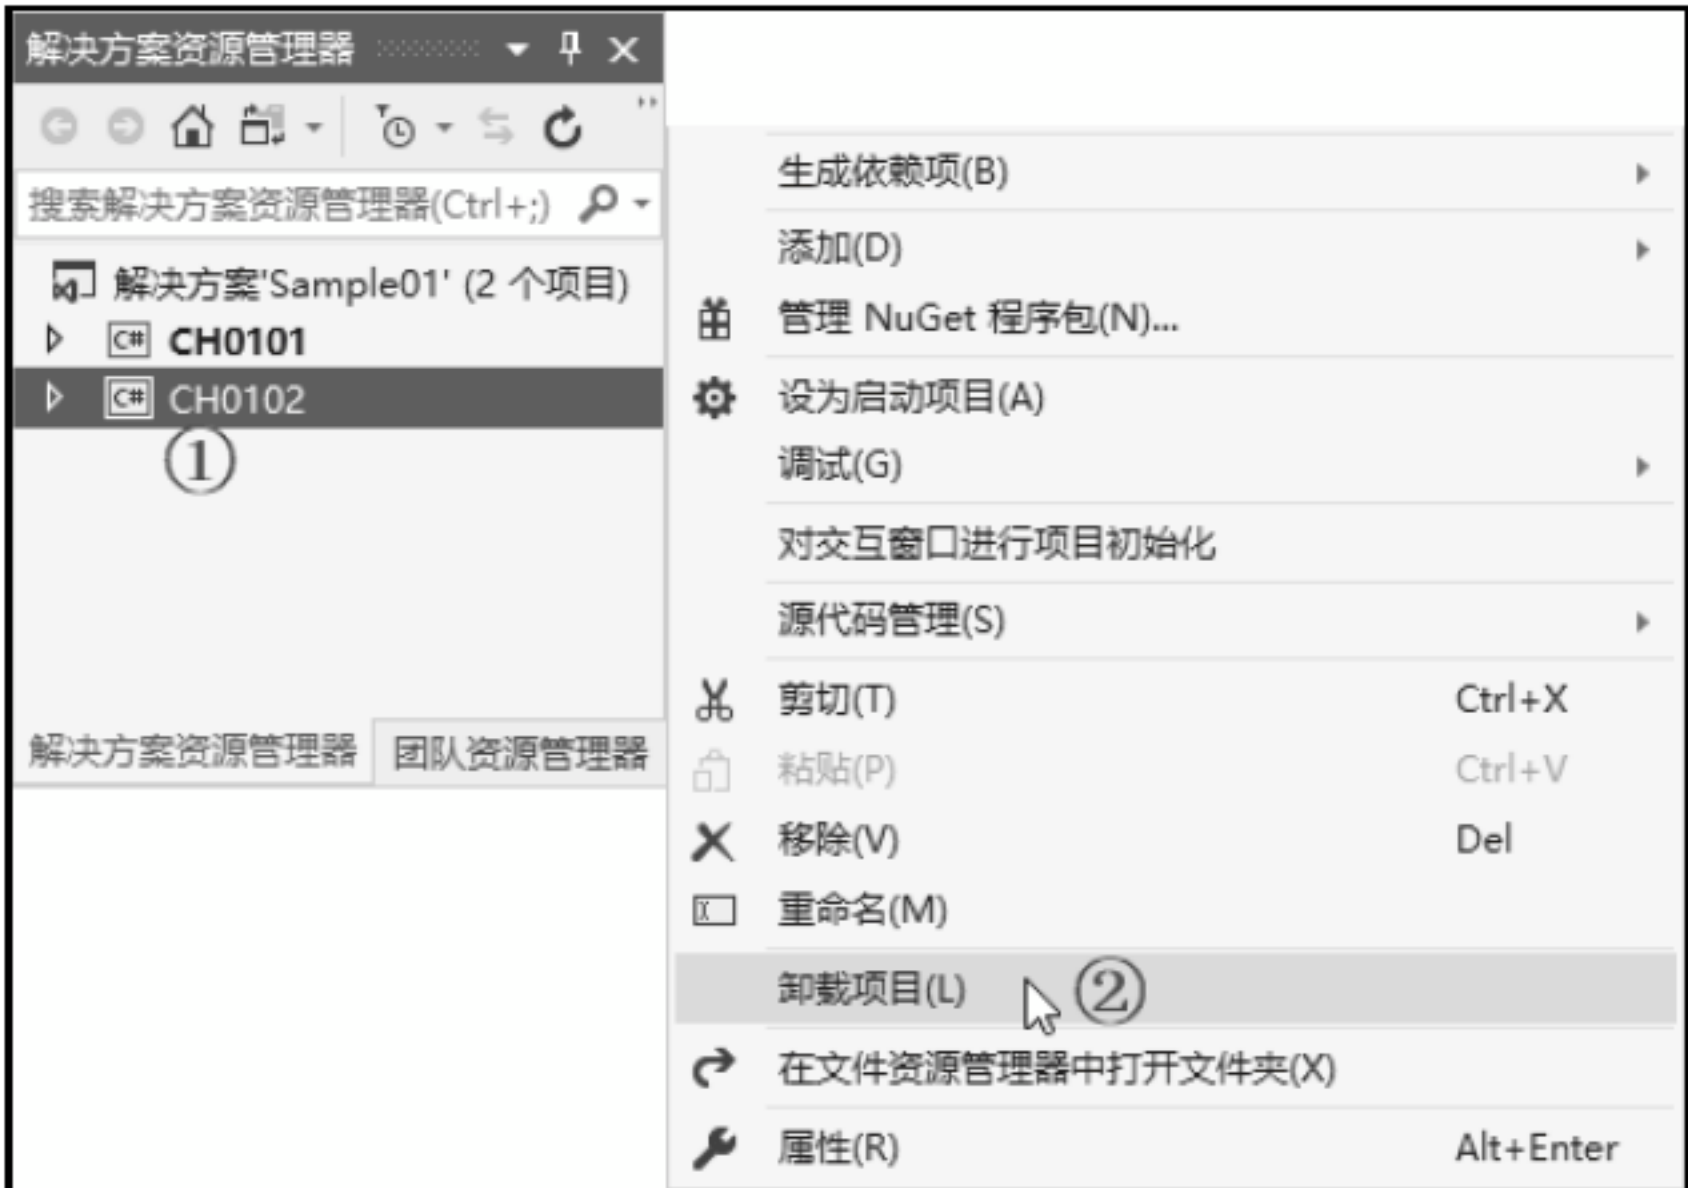 解决方案资源管理器
搜索解决方案资源管理器(Ctrl+;)
解决方案'Sample01' (2 个项目)
C# CH0101
C# CH0102
①
解决方案资源管理器 团队资源管理器
生成依赖项(B)
添加(D)
管理 NuGet 程序包(N)...
设为启动项目(A)
调试(G)
对交互窗口进行项目初始化
源代码管理(S)
剪切(T) Ctrl+X
粘贴(P) Ctrl+V
移除(V) Del
重命名(M)
卸载项目(L) ②
在文件资源管理器中打开文件夹(X)
属性(R) Alt+Enter